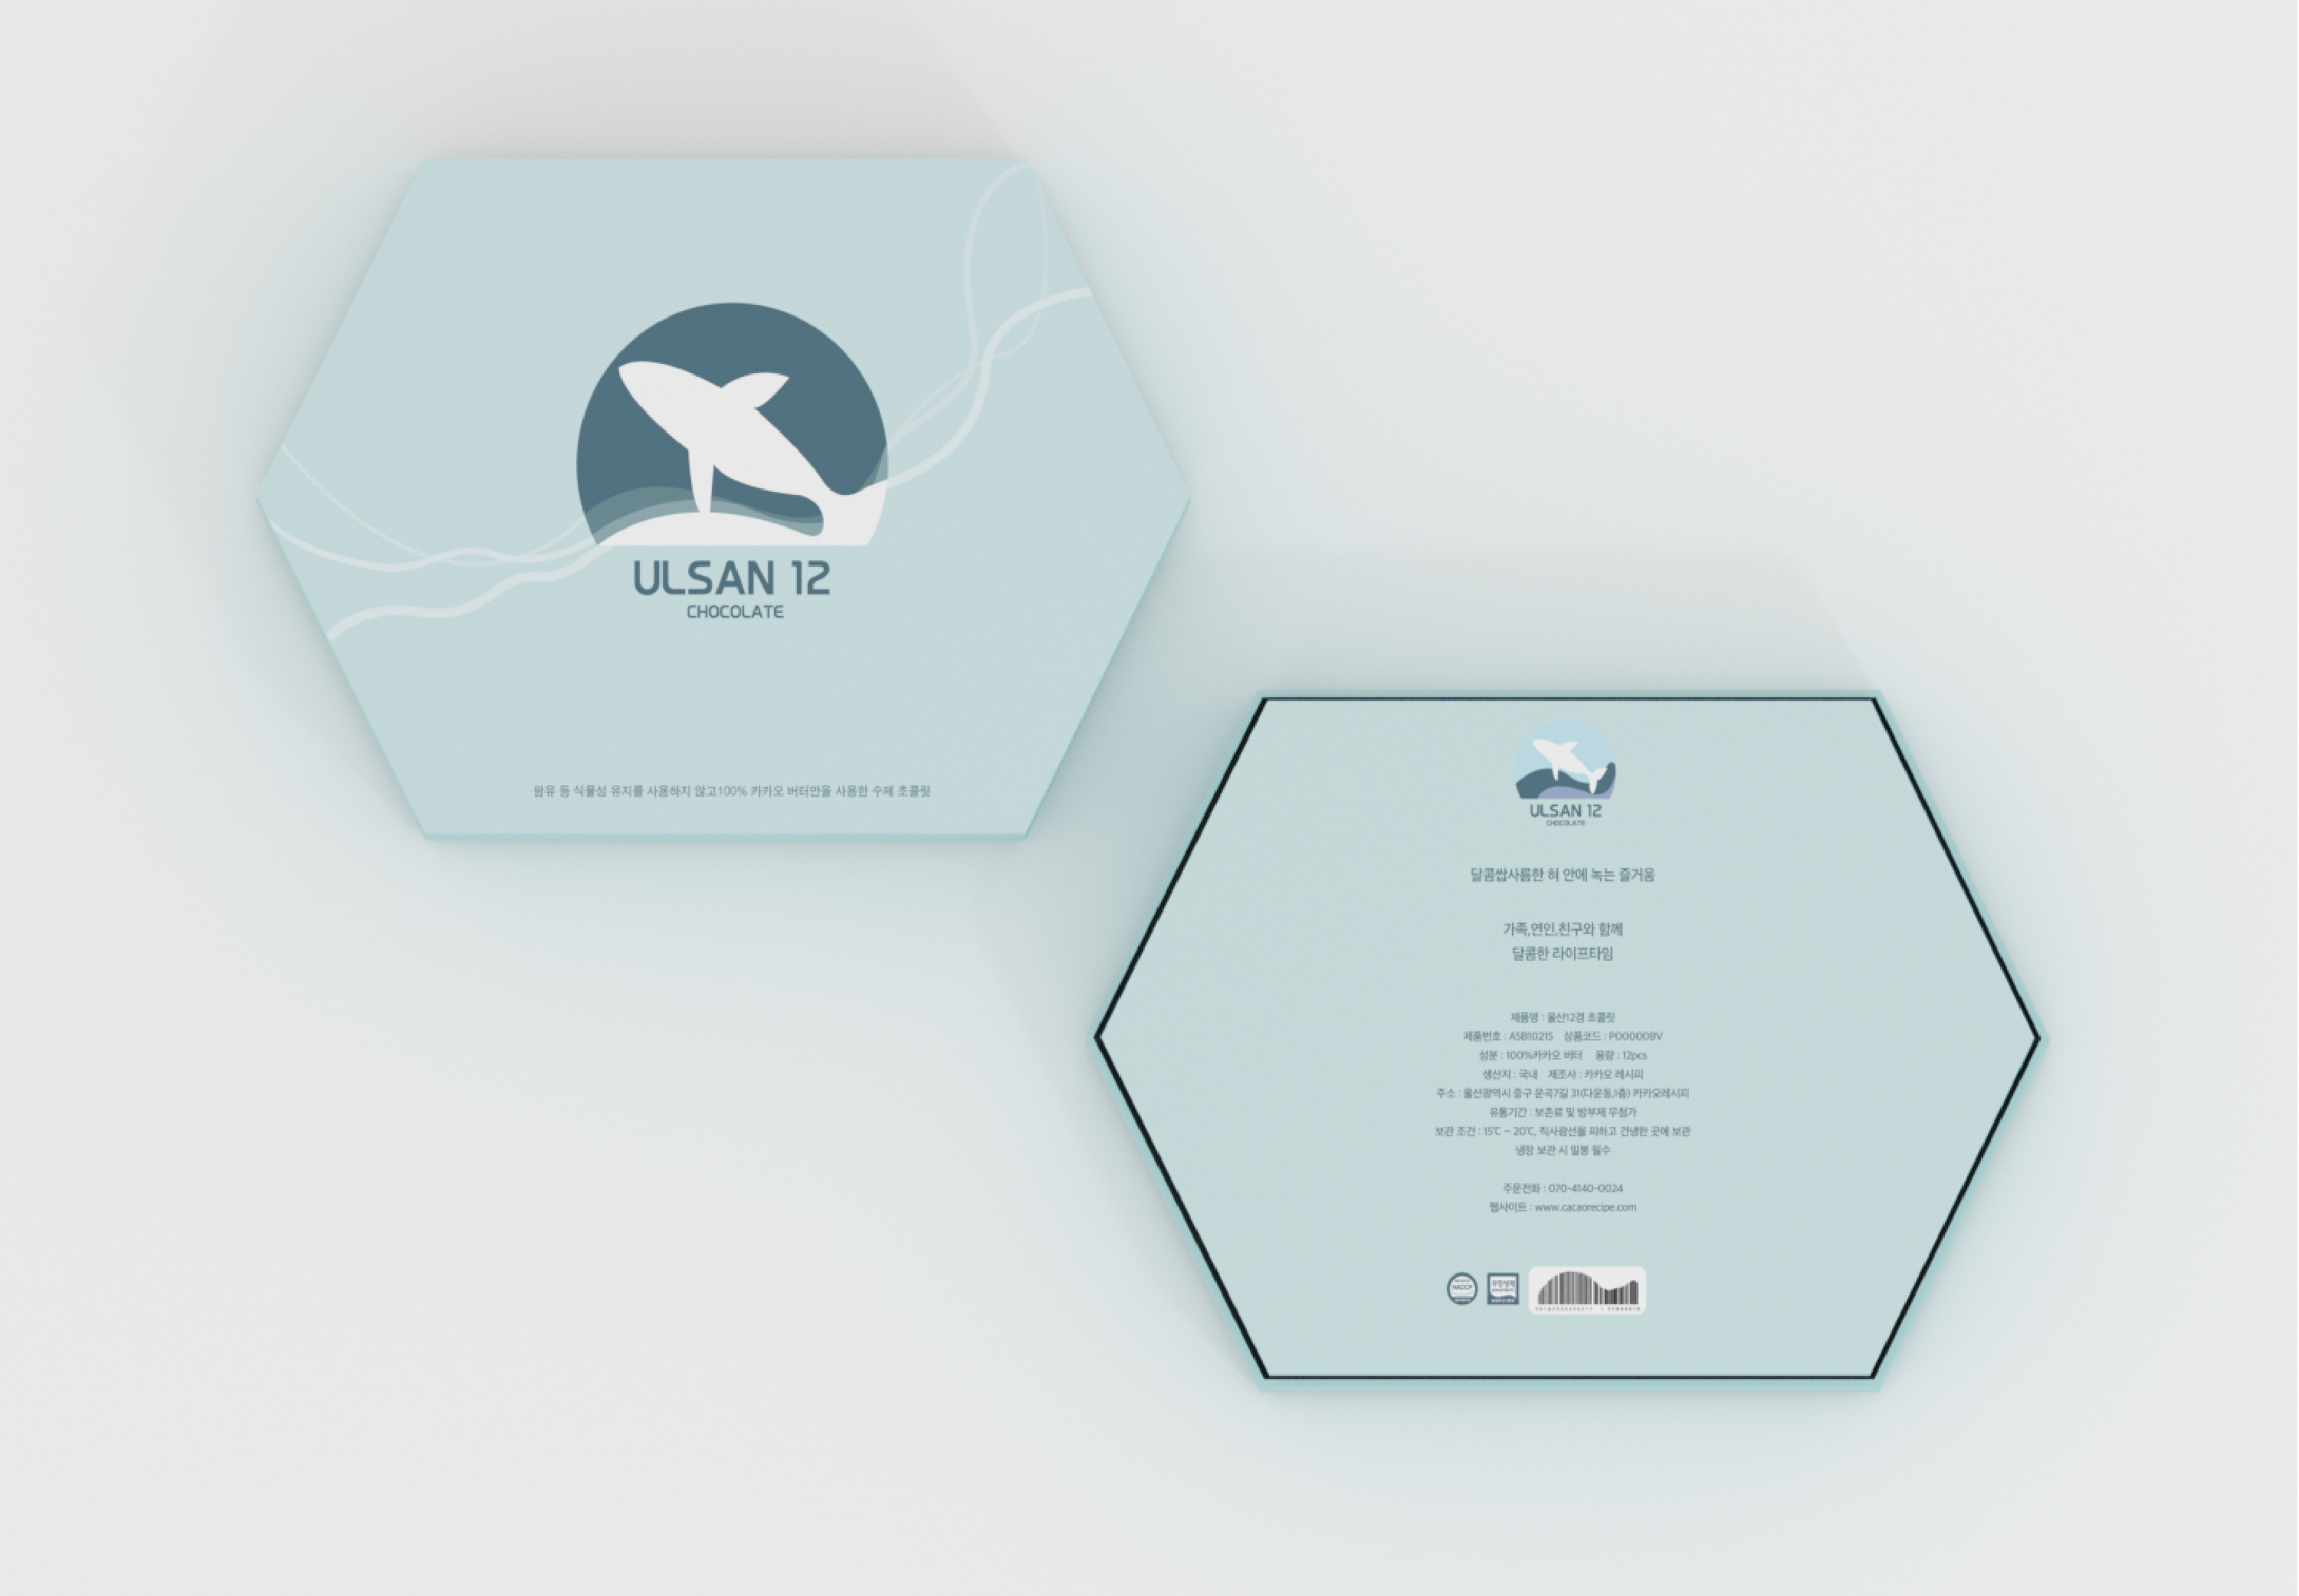 ULSAN 12
CHOCOLATE
팜유 등 식물성 유지를 사용하지 않고100% 카카오 버터만을 사용한 수제 초콜릿
ULSAN 12
CHOCOLATE
달콤쌉사름한 혀 안에 녹는 즐거움
가족,연인,친구와 함께
달콤한 라이프타임
제품명 : 울산12경 초콜릿
제품번호 : ASB10215 상품코드 : P00000BV
성분 : 100%카카오 버터 용량 : 12pcs
생산지 : 국내 제조사 : 카카오 레시피
주소 : 울산광역시 중구 운곡7길 31(다운동,1층) 카카오레시피
유통기간 : 보존료 및 방부제 무첨가
보관 조건 : 15℃ ~ 20℃, 직사광선을 피하고 건냉한 곳에 보관
냉장 보관 시 밀봉 필수
주문전화 : 070-4140-0024
웹사이트 : www.cacaorecipe.com
HACCP